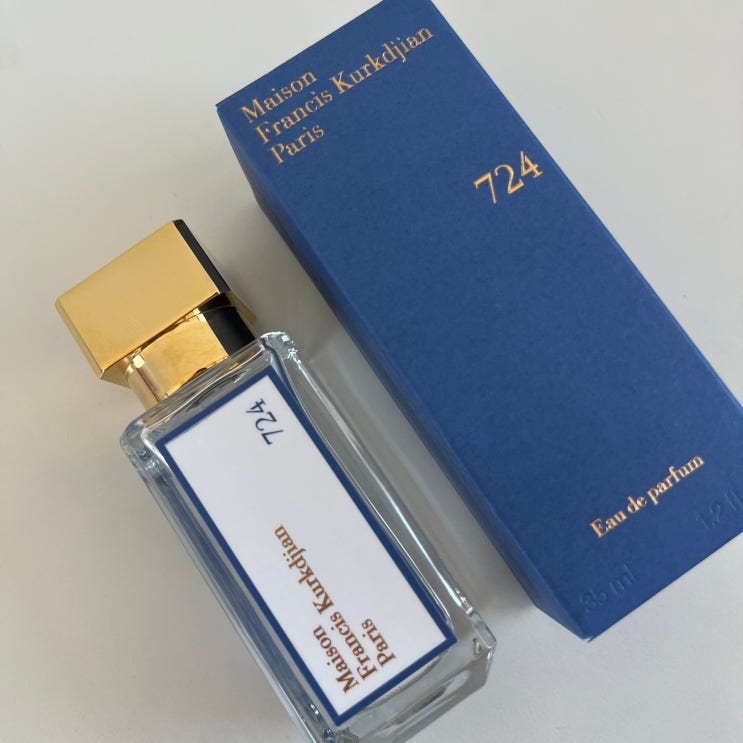 Maison
Francis Kurkdjian
Paris
724
Eau de parfum
35 ml
724
Maison
Francis Kurkdjian
Paris